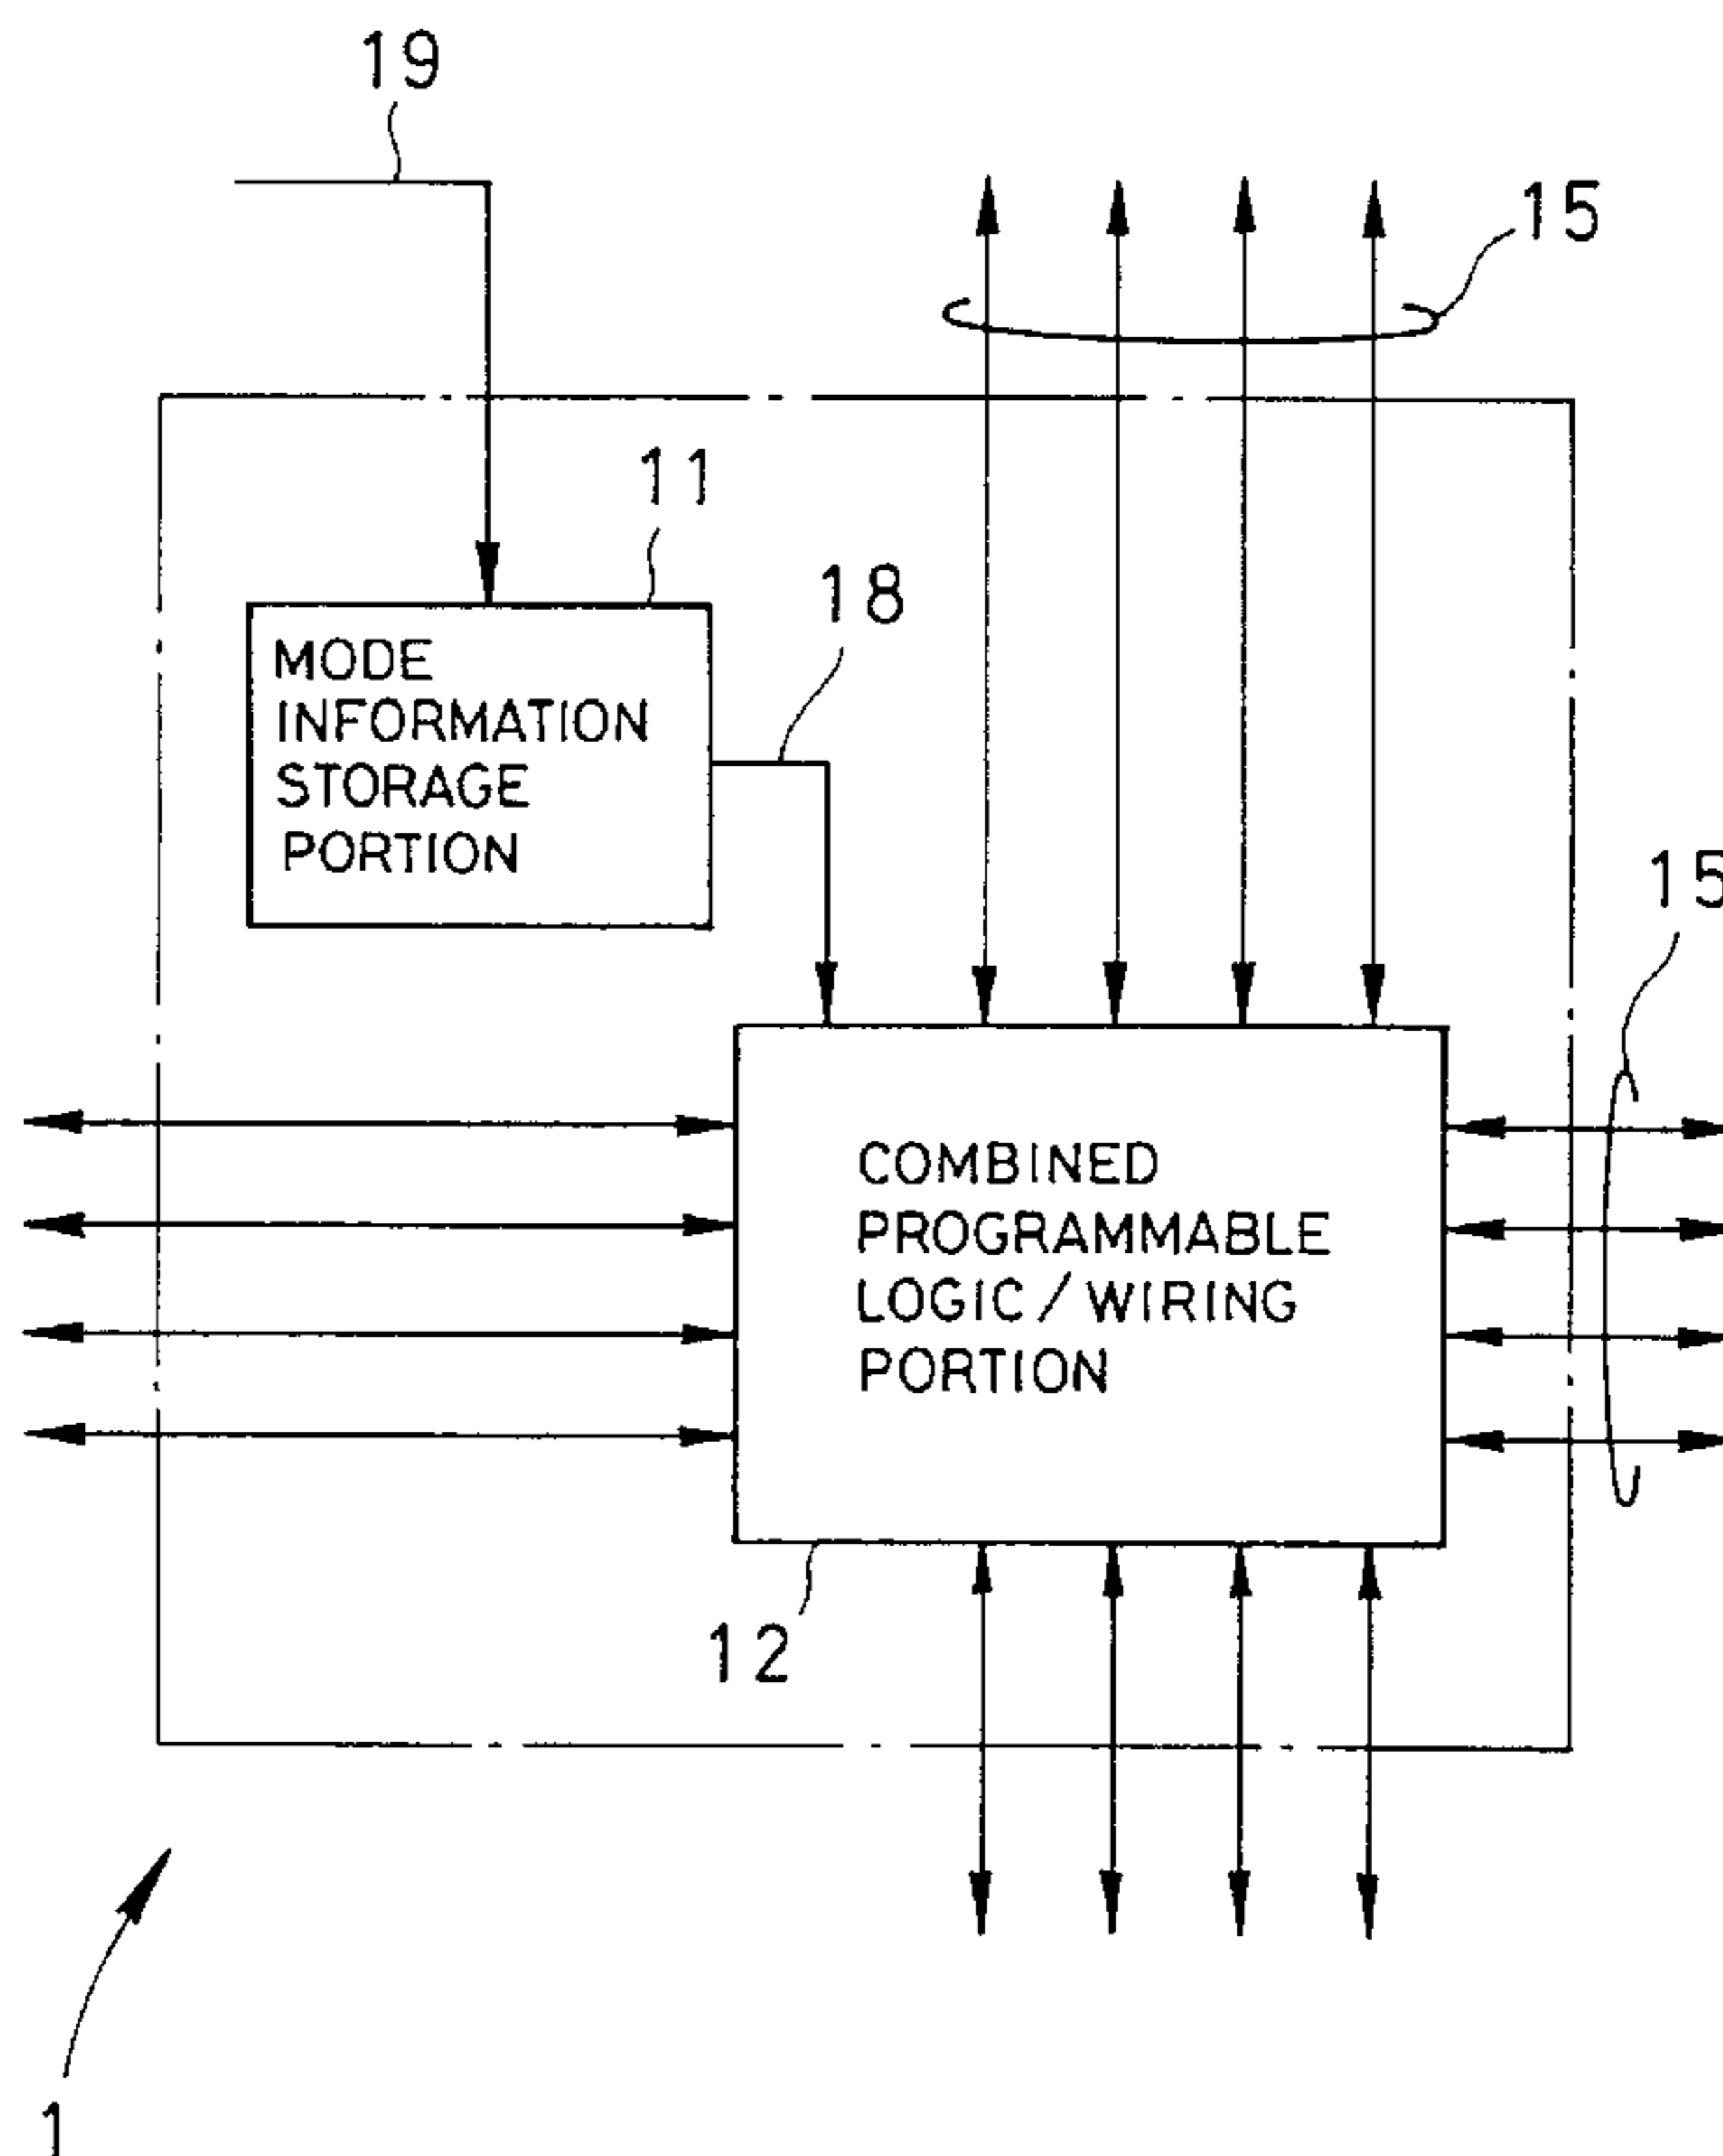 19
15
11
18
MODE
INFORMATION
STORAGE
PORTION
15
COMBINED
PROGRAMMABLE
LOGIC/WIRING
PORTION
12
1